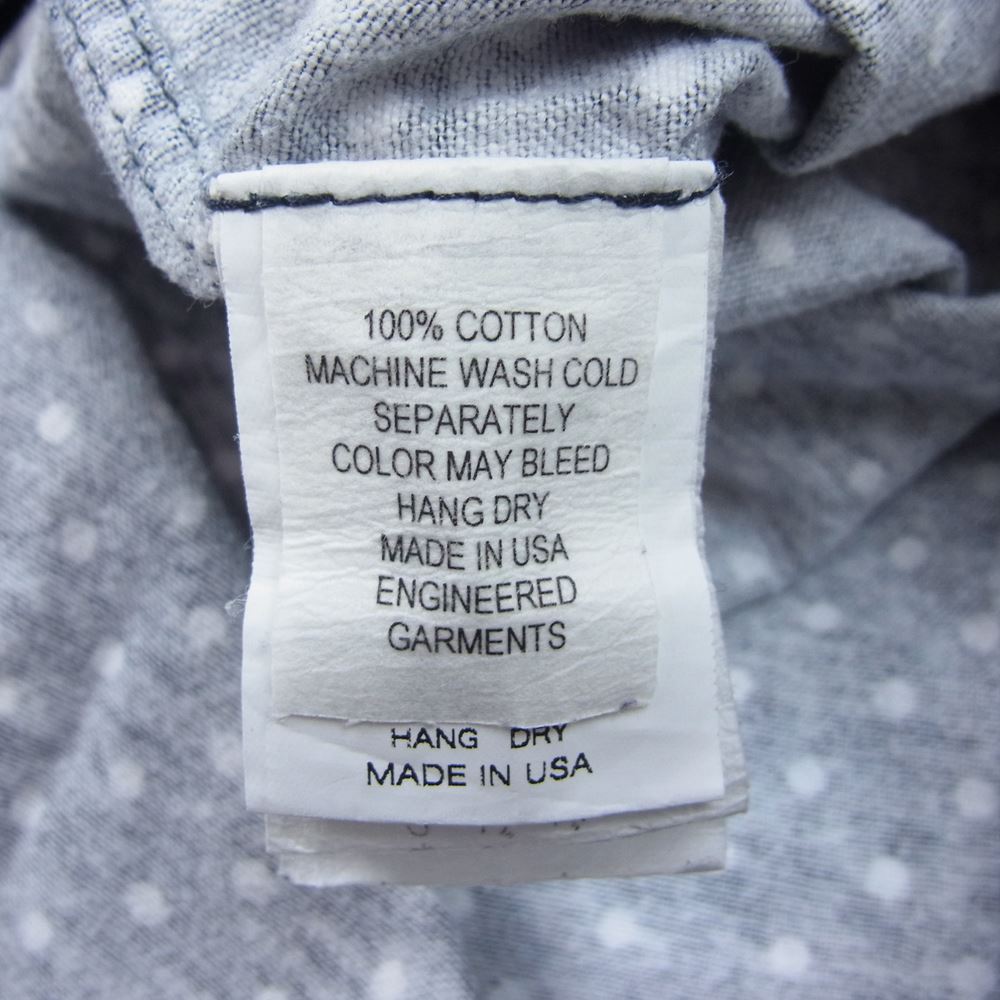 100% COTTON
MACHINE WASH COLD
SEPARATELY
COLOR MAY BLEED
HANG DRY
MADE IN USA
ENGINEERED
GARMENTS
HANG DRY
MADE IN USA